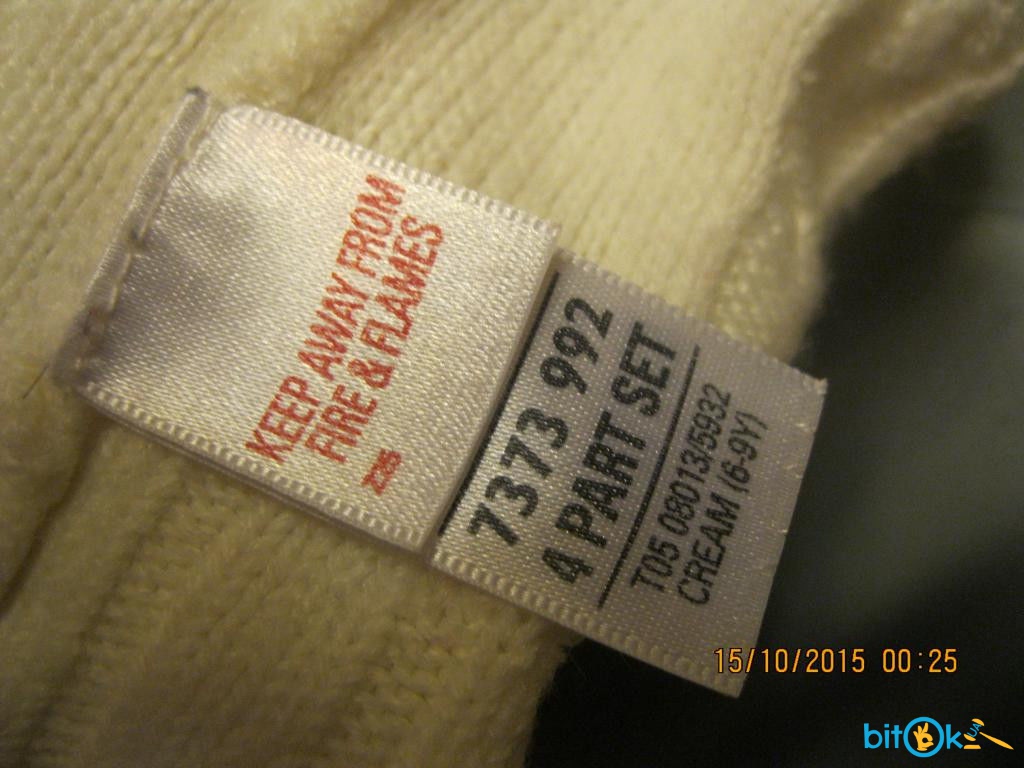 KEEP AWAY FROM
FIRE & FLAMES
7373 992
4 PART SET
T05 08013/5932
CREAM (6-9Y)
15/10/2015 00:25
bitOk UA